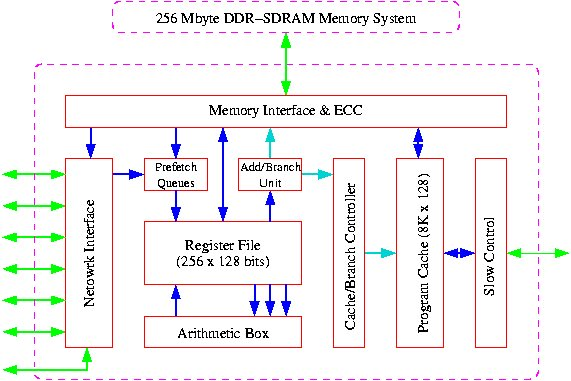 256 Mbyte DDR–SDRAM Memory System
Memory Interface & ECC
Netowrk Interface
Prefetch
Queues
Add/Branch
Unit
Register File
(256 x 128 bits)
Arithmetic Box
Cache/Branch Controller
Program Cache (8K x 128)
Slow Control